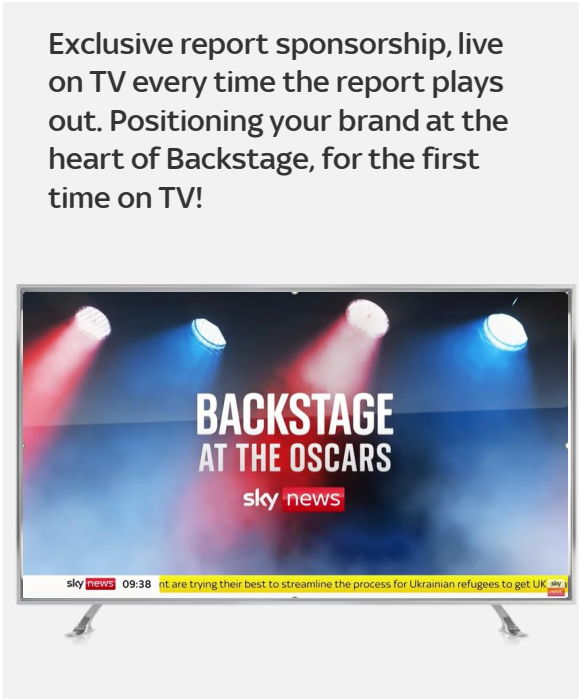 Exclusive report sponsorship, live
on TV every time the report plays
out. Positioning your brand at the
heart of Backstage, for the first
time on TV!
BACKSTAGE
AT THE OSCARS
sky news
sky news 09:38 nt are trying their best to streamline the process for Ukrainian refugees to get UK sky news